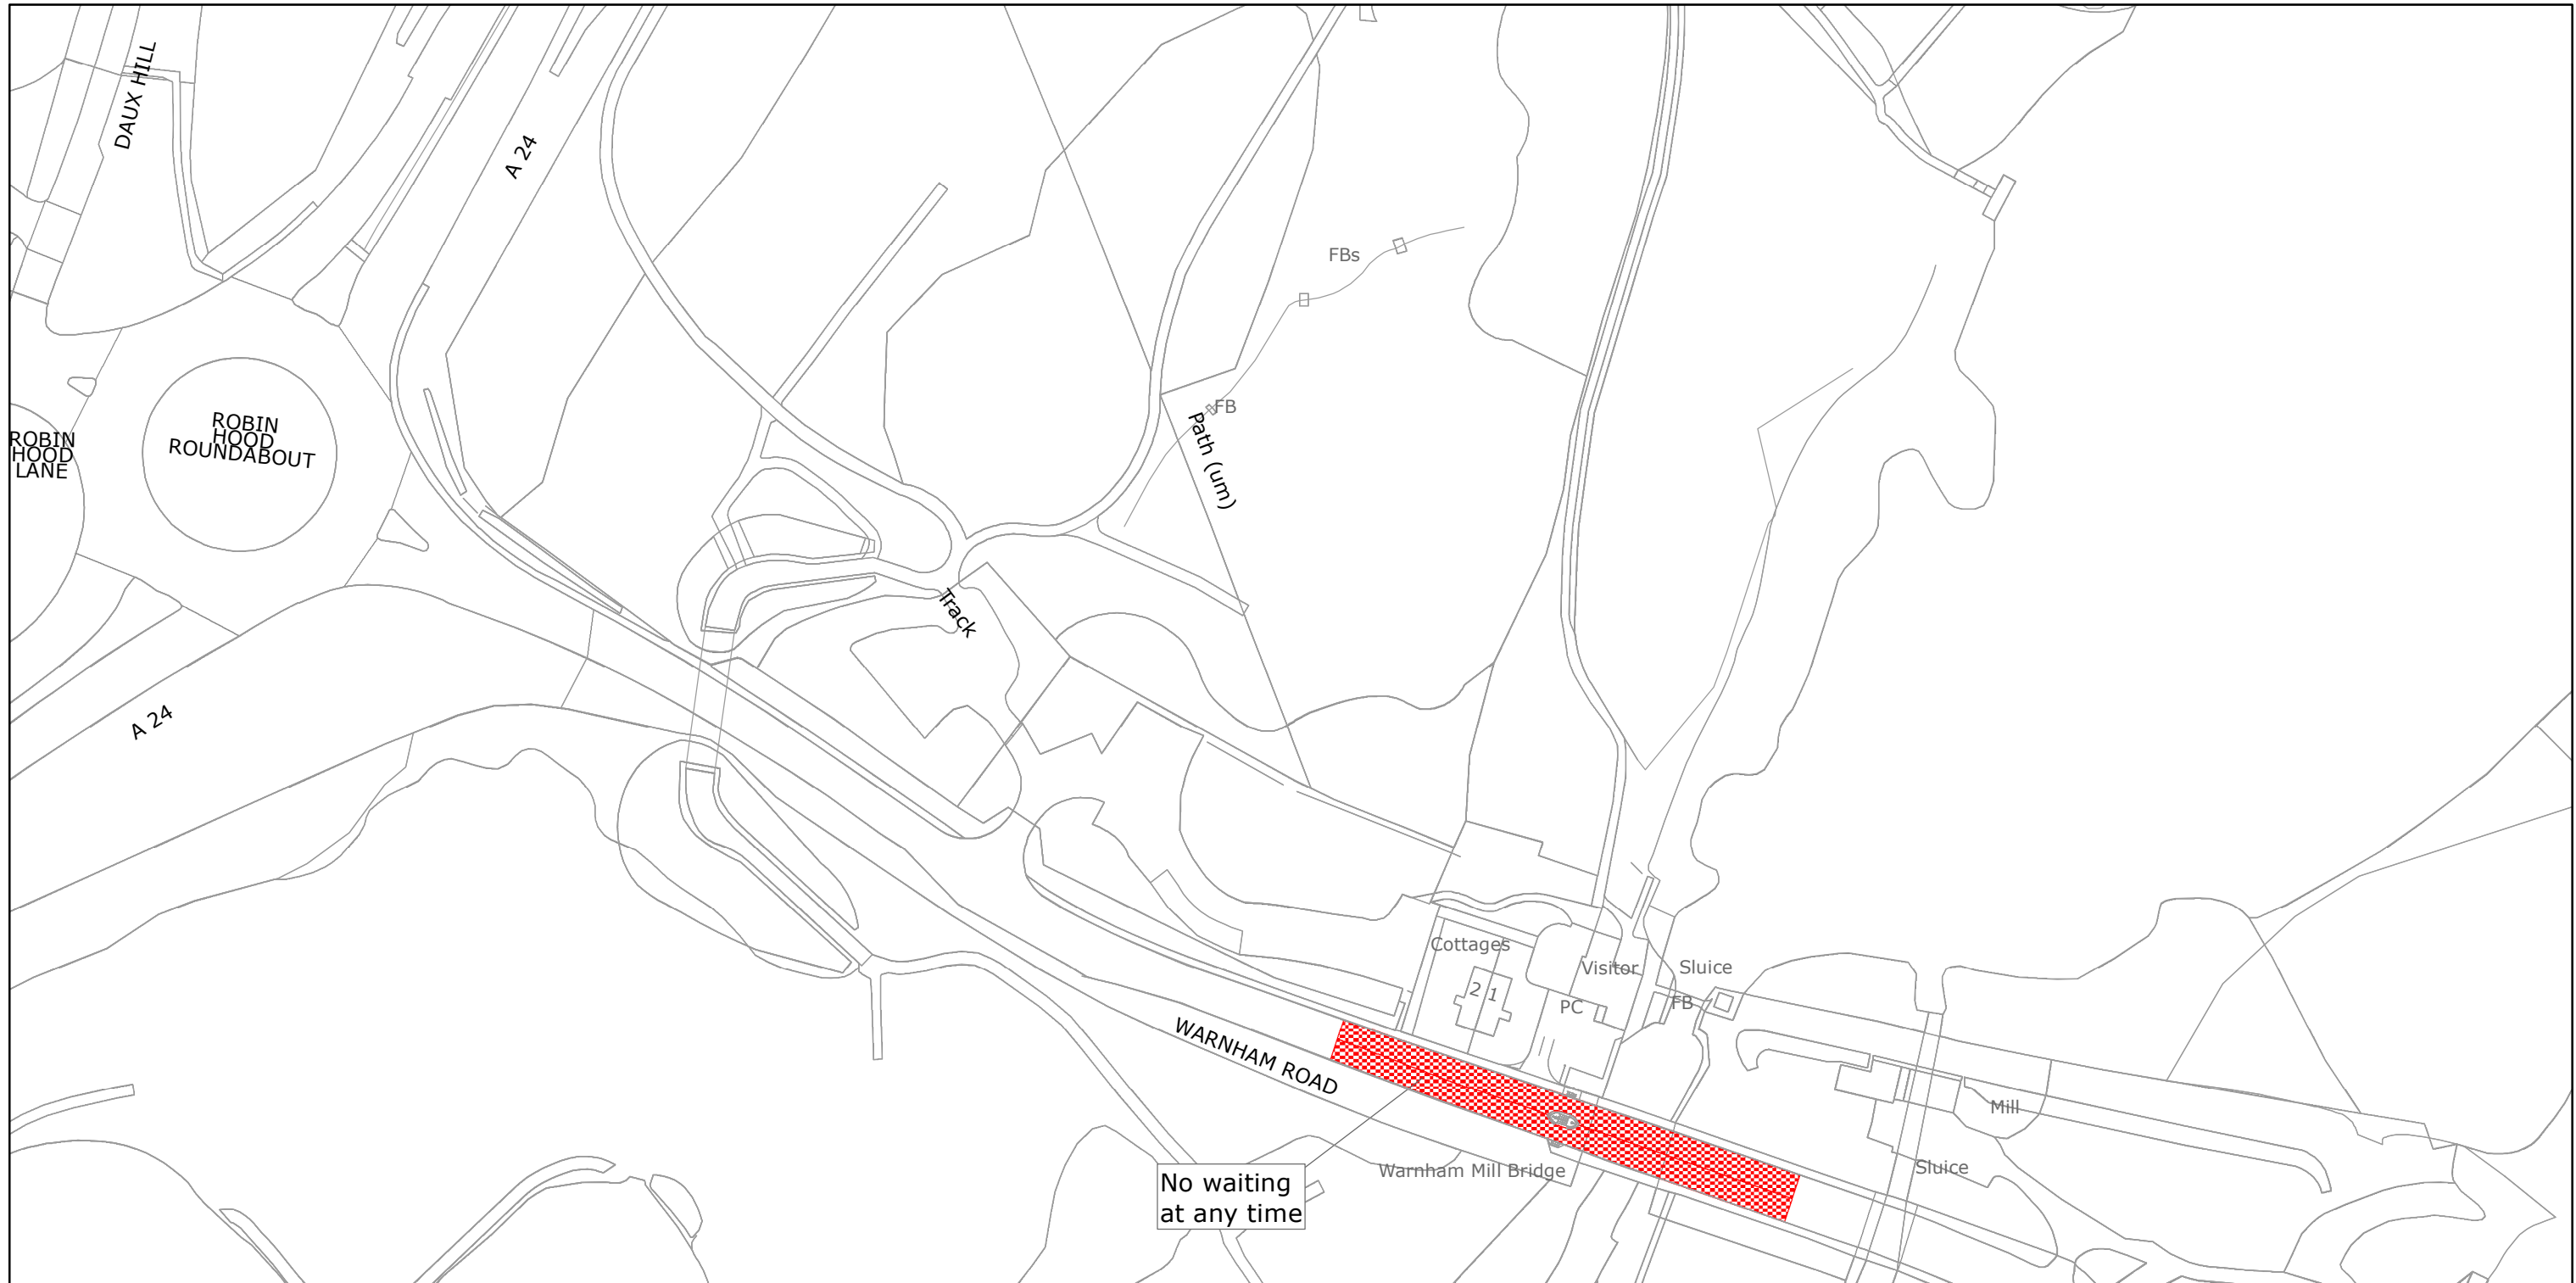 DAUX HILL
A 24
FBs
FB
Path (um)
ROBIN
HOOD
ROUNDABOUT
ROBIN
HOOD
LANE
Track
A 24
Cottages
2 1
Visitor
Sluice
PC
FB
WARNHAM ROAD
Mill
Warnham Mill Bridge
Sluice
No waiting
at any time